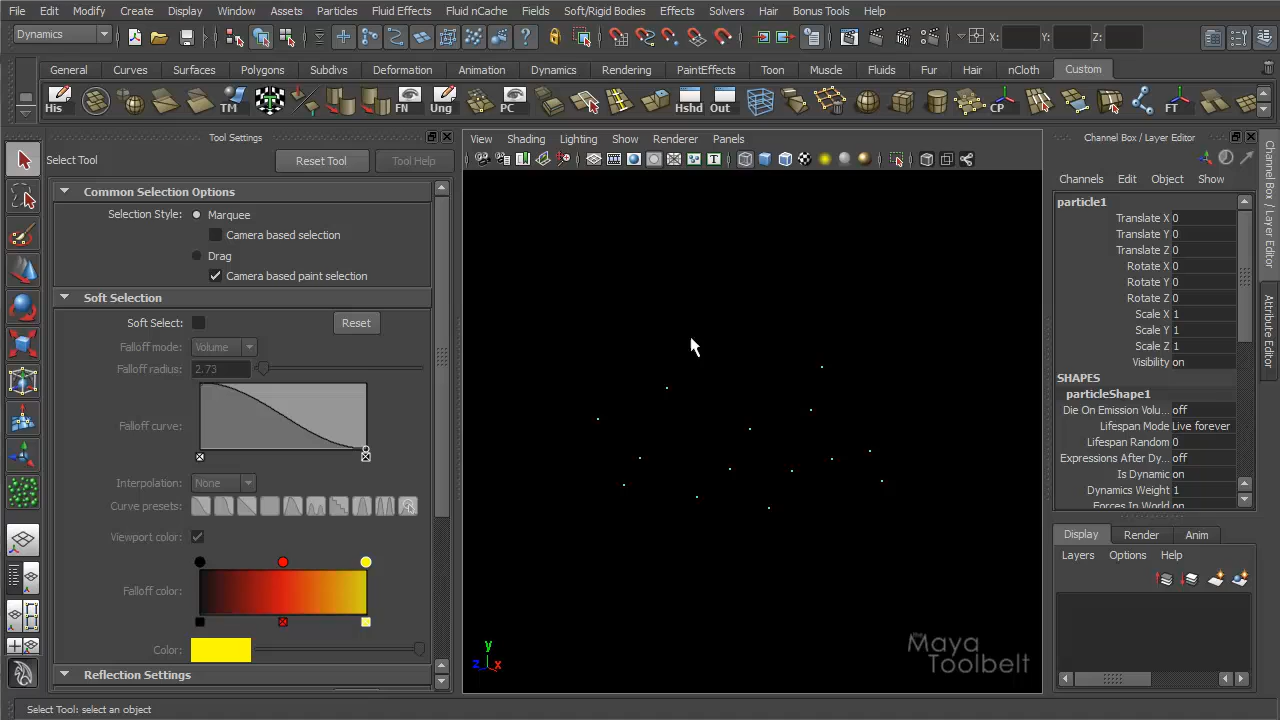 File Edit Modify Create Display Window Assets Particles Fluid Effects Fluid nCache Fields Soft/Rigid Bodies Effects Solvers Hair Bonus Tools Help
Dynamics X: Y: Z:
General Curves Surfaces Polygons Subdivs Deformation Animation Dynamics Rendering PaintEffects Toon Muscle Fluids Fur Hair nCloth Custom
His TM FN Ung PC Hshd Out CP FT
Tool Settings
Select Tool
Reset Tool
Tool Help
Common Selection Options
Selection Style: Marquee
Camera based selection
Drag
Camera based paint selection
Soft Selection
Soft Select:
Reset
Falloff mode: Volume
Falloff radius: 2.73
Falloff curve:
Interpolation: None
Curve presets:
Viewport color:
Falloff color:
Color:
Reflection Settings
Select Tool: select an object
View Shading Lighting Show Renderer Panels
T
y
z x
the
Maya
Toolbelt
Channel Box / Layer Editor
Channels Edit Object Show
particle1
Translate X 0
Translate Y 0
Translate Z 0
Rotate X 0
Rotate Y 0
Rotate Z 0
Scale X 1
Scale Y 1
Scale Z 1
Visibility on
SHAPES
particleShape1
Die On Emission Volu... off
Lifespan Mode Live forever
Lifespan Random 0
Expressions After Dy... off
Is Dynamic on
Dynamics Weight 1
Forces In World on
Display Render Anim
Layers Options Help
Channel Box / Layer Editor
Attribute Editor